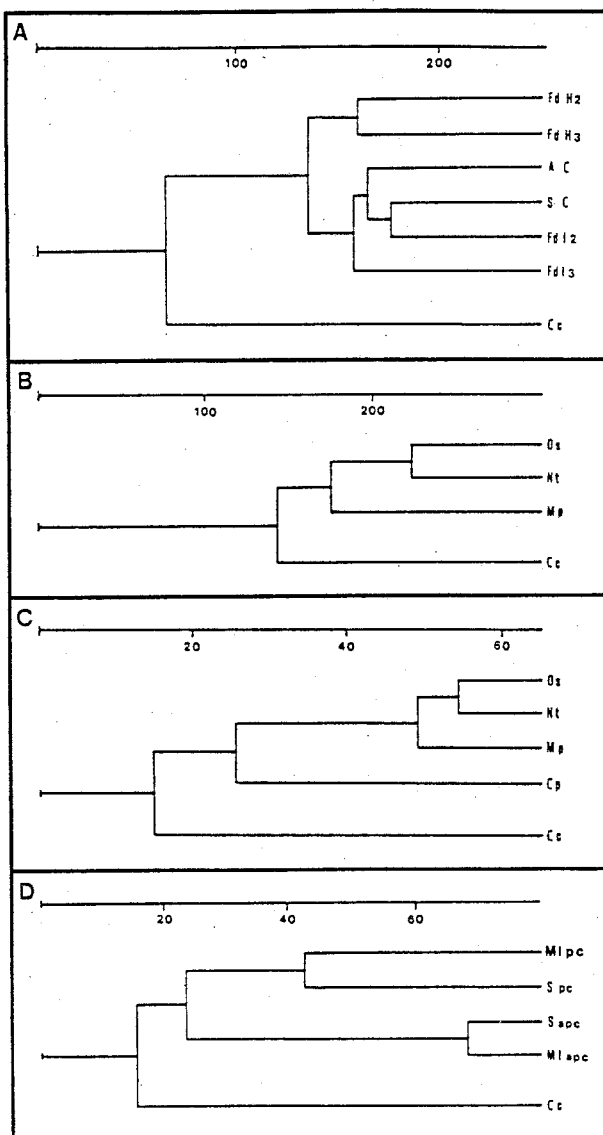 A
100 200
Fd H2
Fd H3
A C
S C
Fd I2
Fd I3
Cc
B
100 200
Os
Nt
Mp
Cc
C
20 40 60
Os
Nt
Mp
Cp
Cc
D
20 40 60
Ml pc
S pc
S apc
Ml apc
Cc